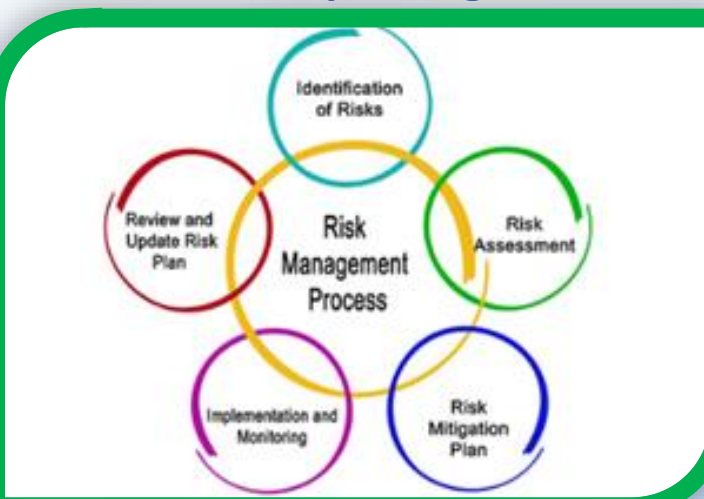 Identification
of Risks
Risk
Assessment
Risk
Mitigation
Plan
Implementation and
Monitoring
Review and
Update Risk
Plan
Risk
Management
Process